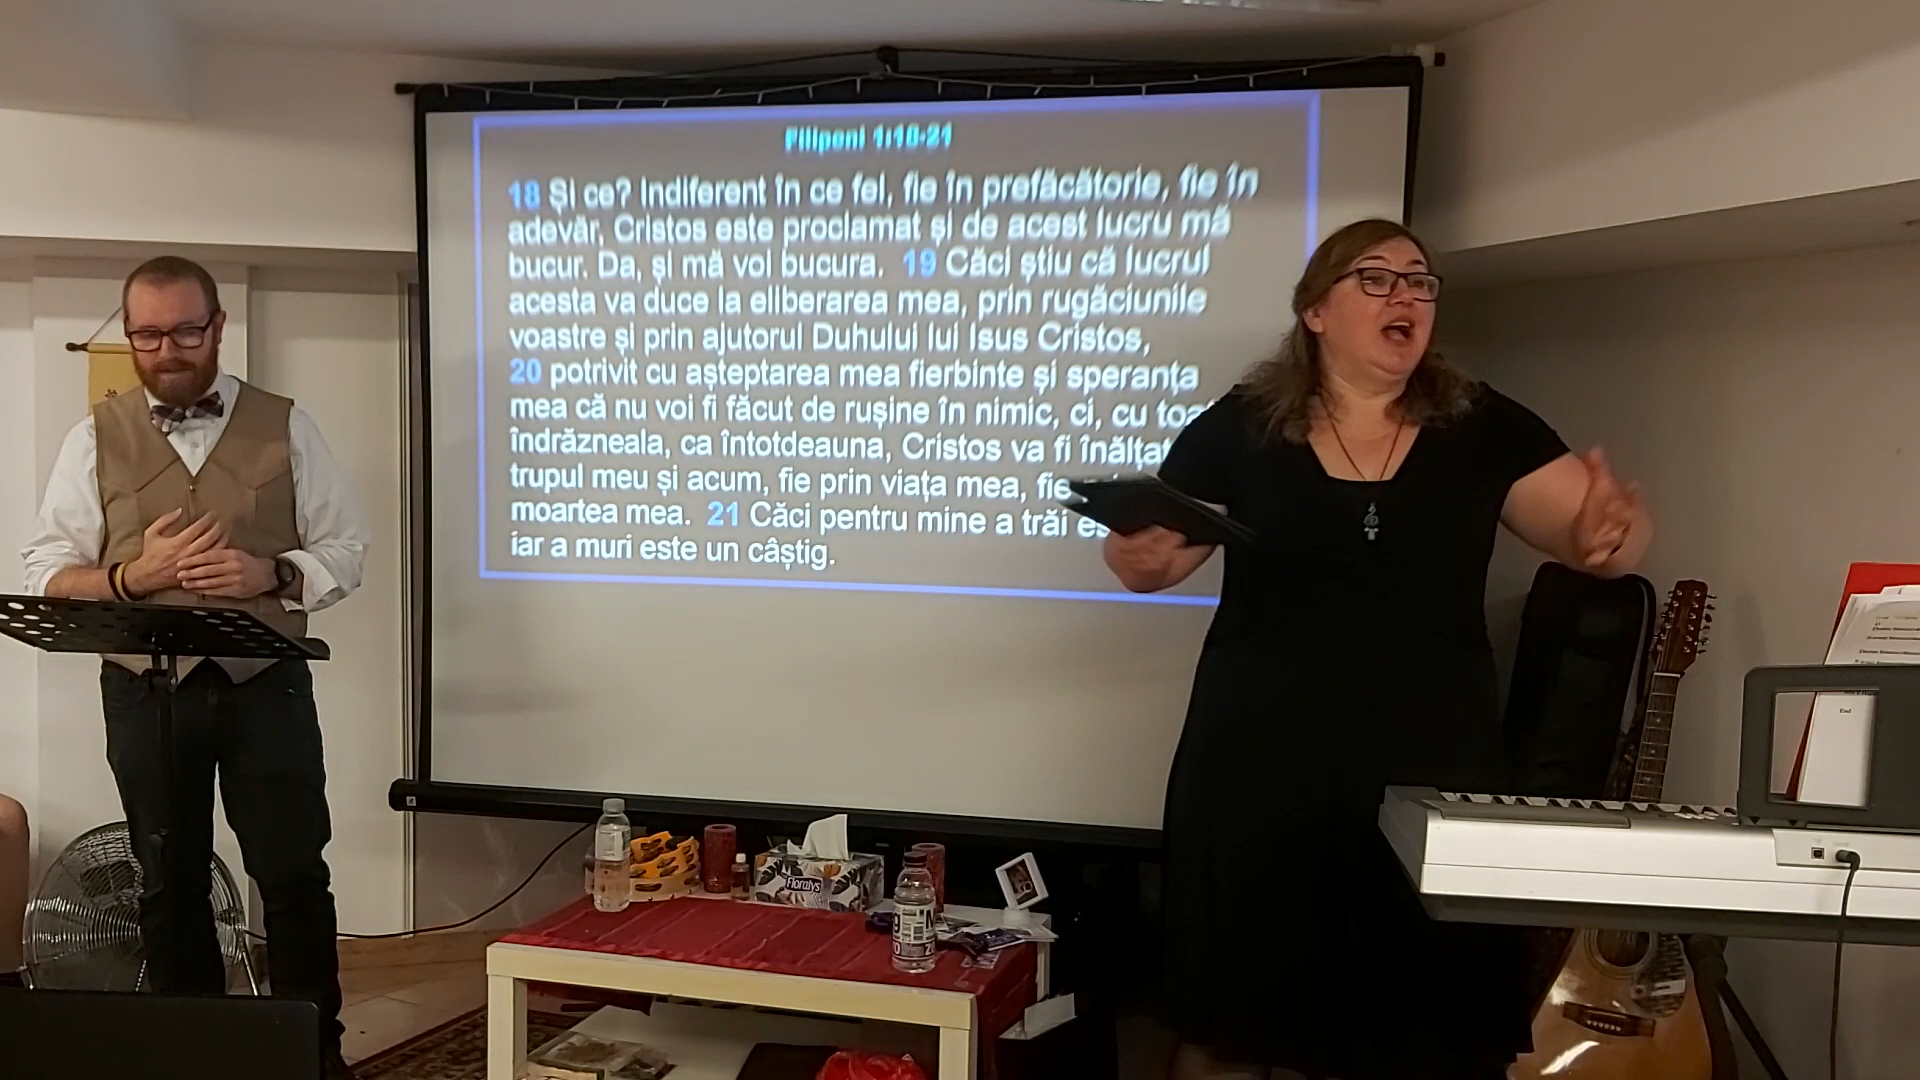 Filipeni 1:18-21
18 Și ce? Indiferent în ce fel, fie în prefăcătorie, fie în
adevăr, Cristos este proclamat și de acest lucru mă
bucur. Da, și mă voi bucura. 19 Căci știu că lucrul
acesta va duce la eliberarea mea, prin rugăciunile
voastre și prin ajutorul Duhului lui Isus Cristos,
20 potrivit cu așteptarea mea fierbinte și speranța
mea că nu voi fi făcut de rușine în nimic, ci, cu
îndrăzneala, ca întotdeauna, Cristos va fi
trupul meu și acum, fie prin viața mea, fie
moartea mea. 21 Căci pentru mine a trăi
iar a muri este un câștig.
Floralys
End